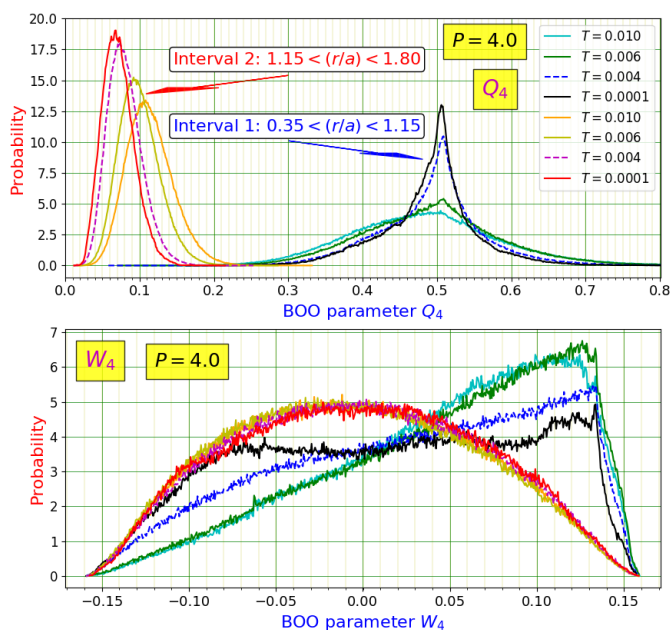 20.0
17.5
15.0
12.5
10.0
7.5
5.0
2.5
0.0
Probability
Interval 2: 1.15 < (r/a) < 1.80
Interval 1: 0.35 < (r/a) < 1.15
P = 4.0
Q₄
T = 0.010
T = 0.006
T = 0.004
T = 0.0001
T = 0.010
T = 0.006
T = 0.004
T = 0.0001
0.0 0.1 0.2 0.3 0.4 0.5 0.6 0.7 0.8
BOO parameter Q₄
7
6
5
4
3
2
1
0
Probability
W₄ P = 4.0
−0.15 −0.10 −0.05 0.00 0.05 0.10 0.15
BOO parameter W₄